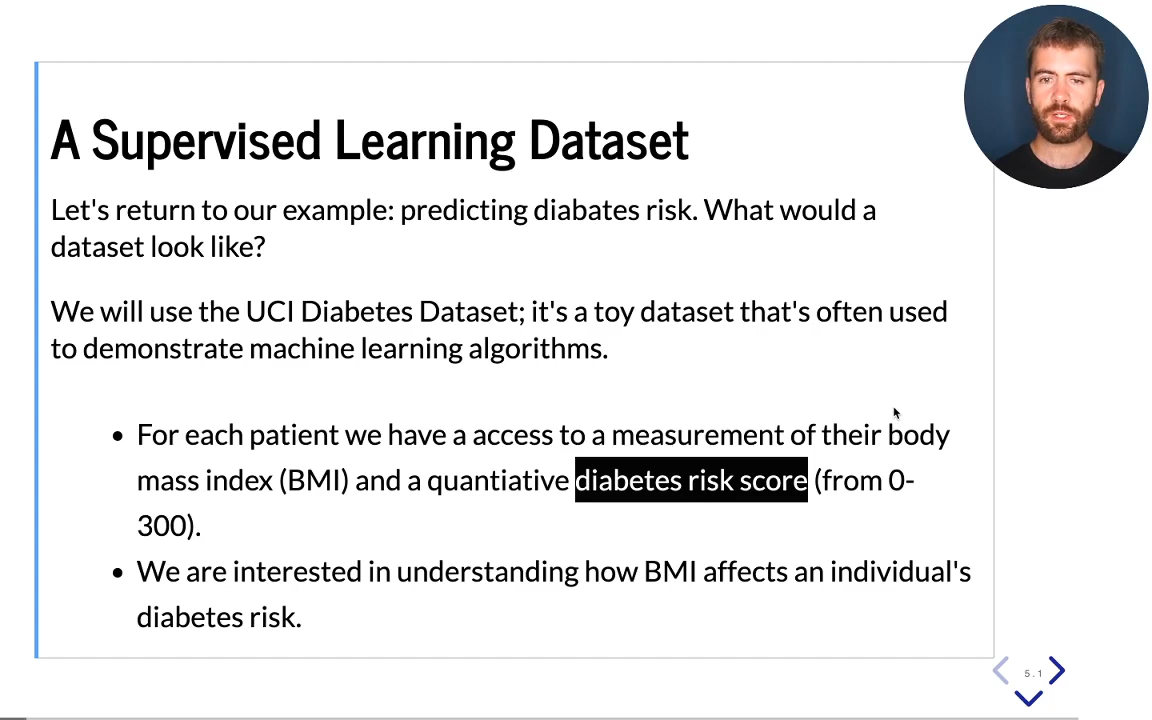 A Supervised Learning Dataset
Let's return to our example: predicting diabates risk. What would a
dataset look like?
We will use the UCI Diabetes Dataset; it's a toy dataset that's often used
to demonstrate machine learning algorithms.
• For each patient we have a access to a measurement of their body
mass index (BMI) and a quantiative diabetes risk score (from 0-
300).
• We are interested in understanding how BMI affects an individual's
diabetes risk.
5.1